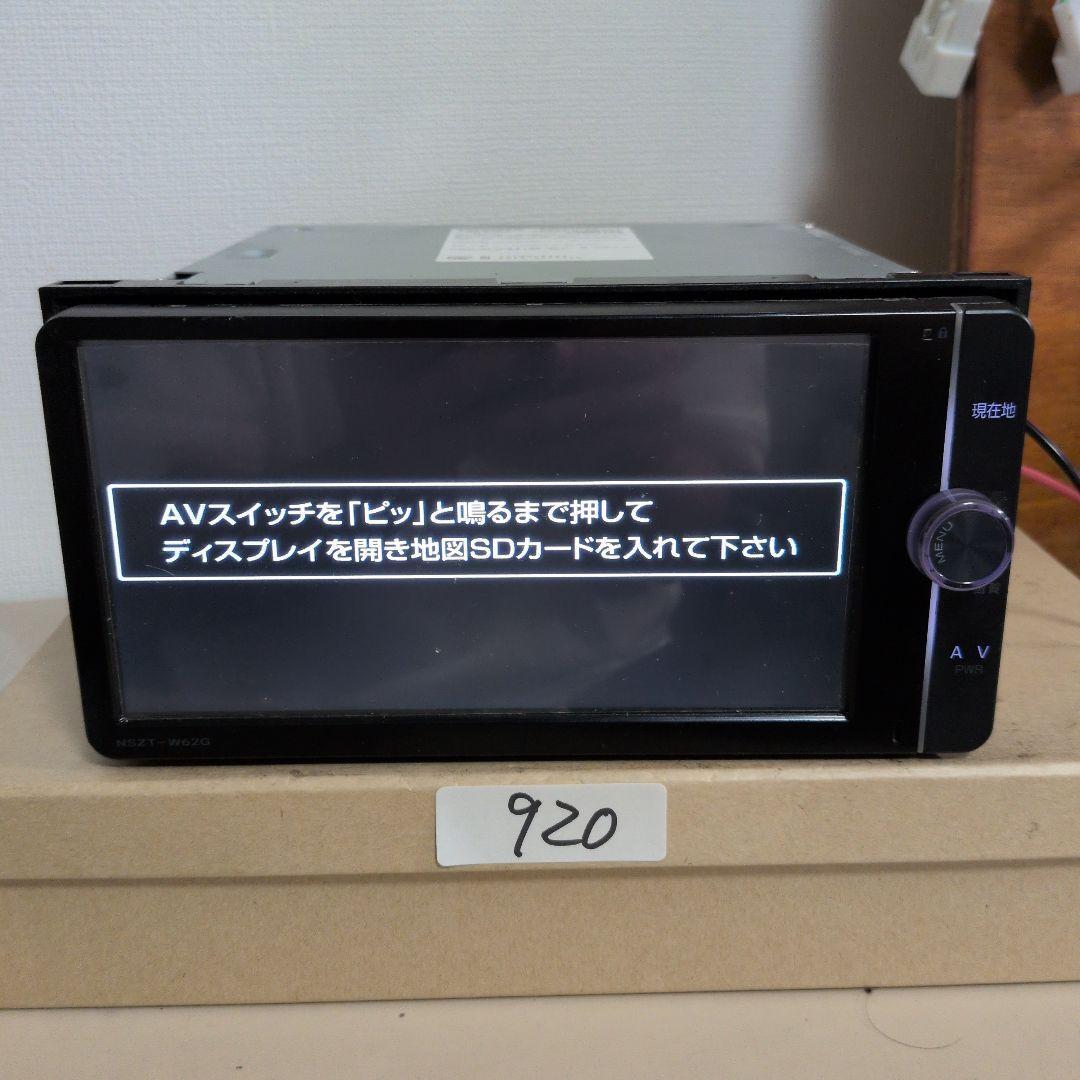 現在地
AVスイッチを「ピッ」と鳴るまで押して
ディスプレイを開き地図SDカードを入れて下さい
MENU
A V
PWR
NSZT-W62G
920